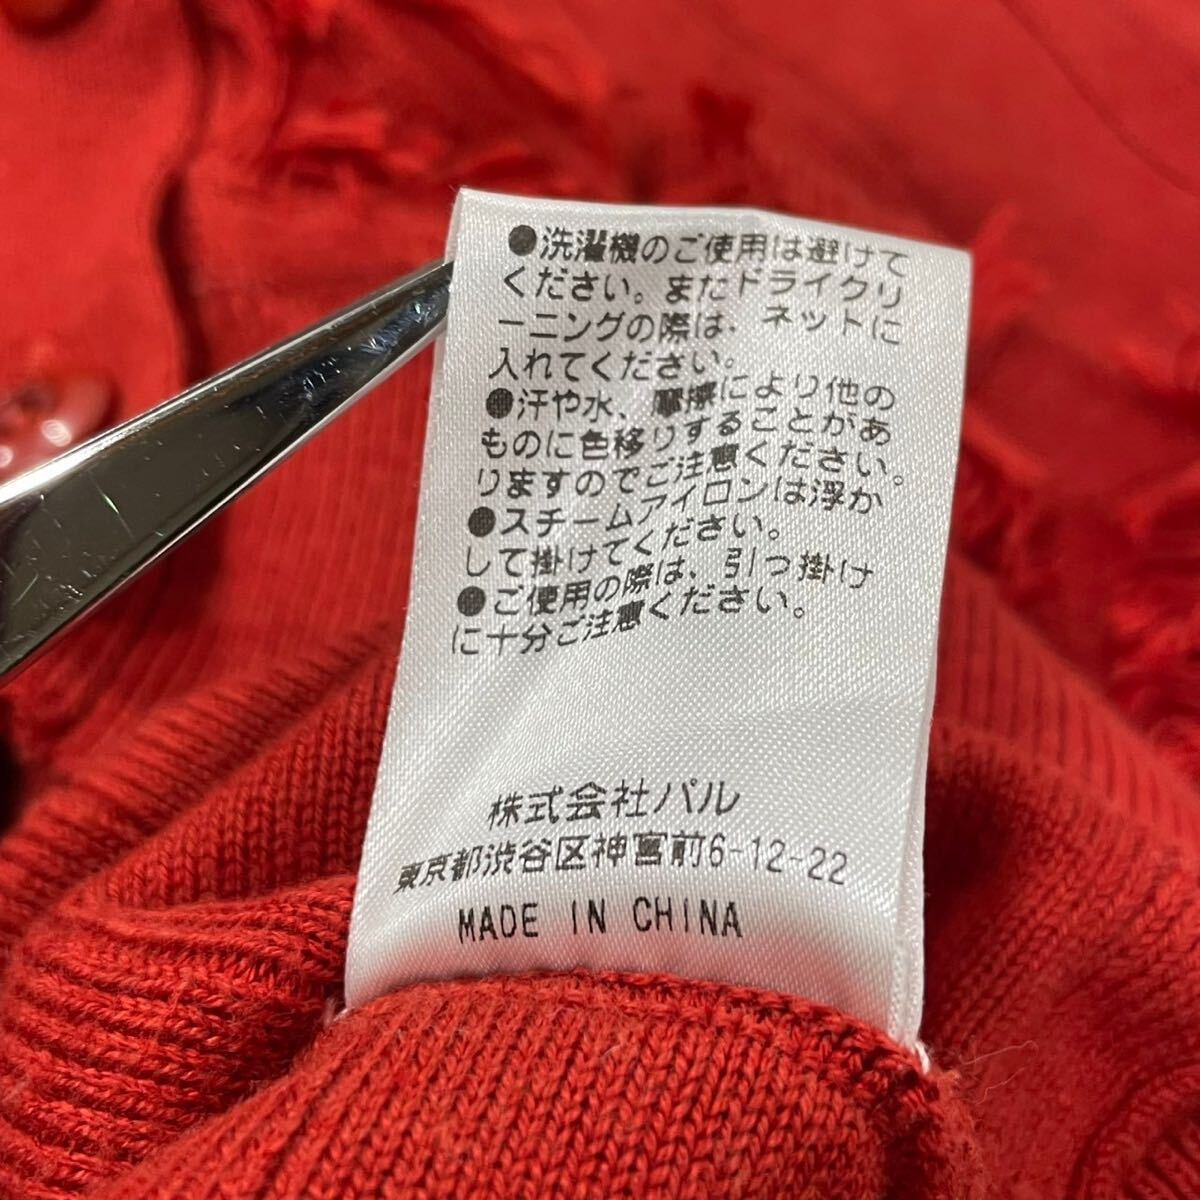 ●洗濯機のご使用は避けて
ください。またドライクリ
ーニングの際は、ネットに
入れてください。
●汗や水、摩擦により他の
ものに色移りすることがあ
りますのでご注意ください。
●スチームアイロンは浮か
して掛けてください。
●ご使用の際は、引っ掛け
に十分ご注意ください。
株式会社パル
東京都渋谷区神宮前6-12-22
MADE IN CHINA